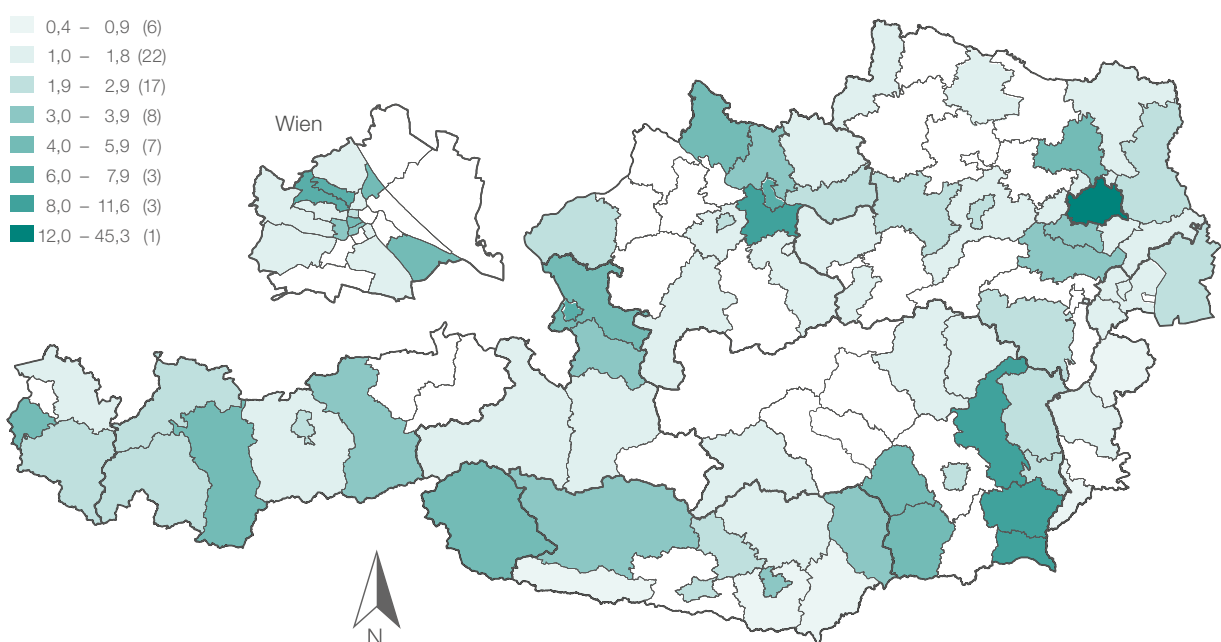 0,4 – 0,9 (6)
1,0 – 1,8 (22)
1,9 – 2,9 (17)
3,0 – 3,9 (8)
4,0 – 5,9 (7)
6,0 – 7,9 (3)
8,0 – 11,6 (3)
12,0 – 45,3 (1)
Wien
N